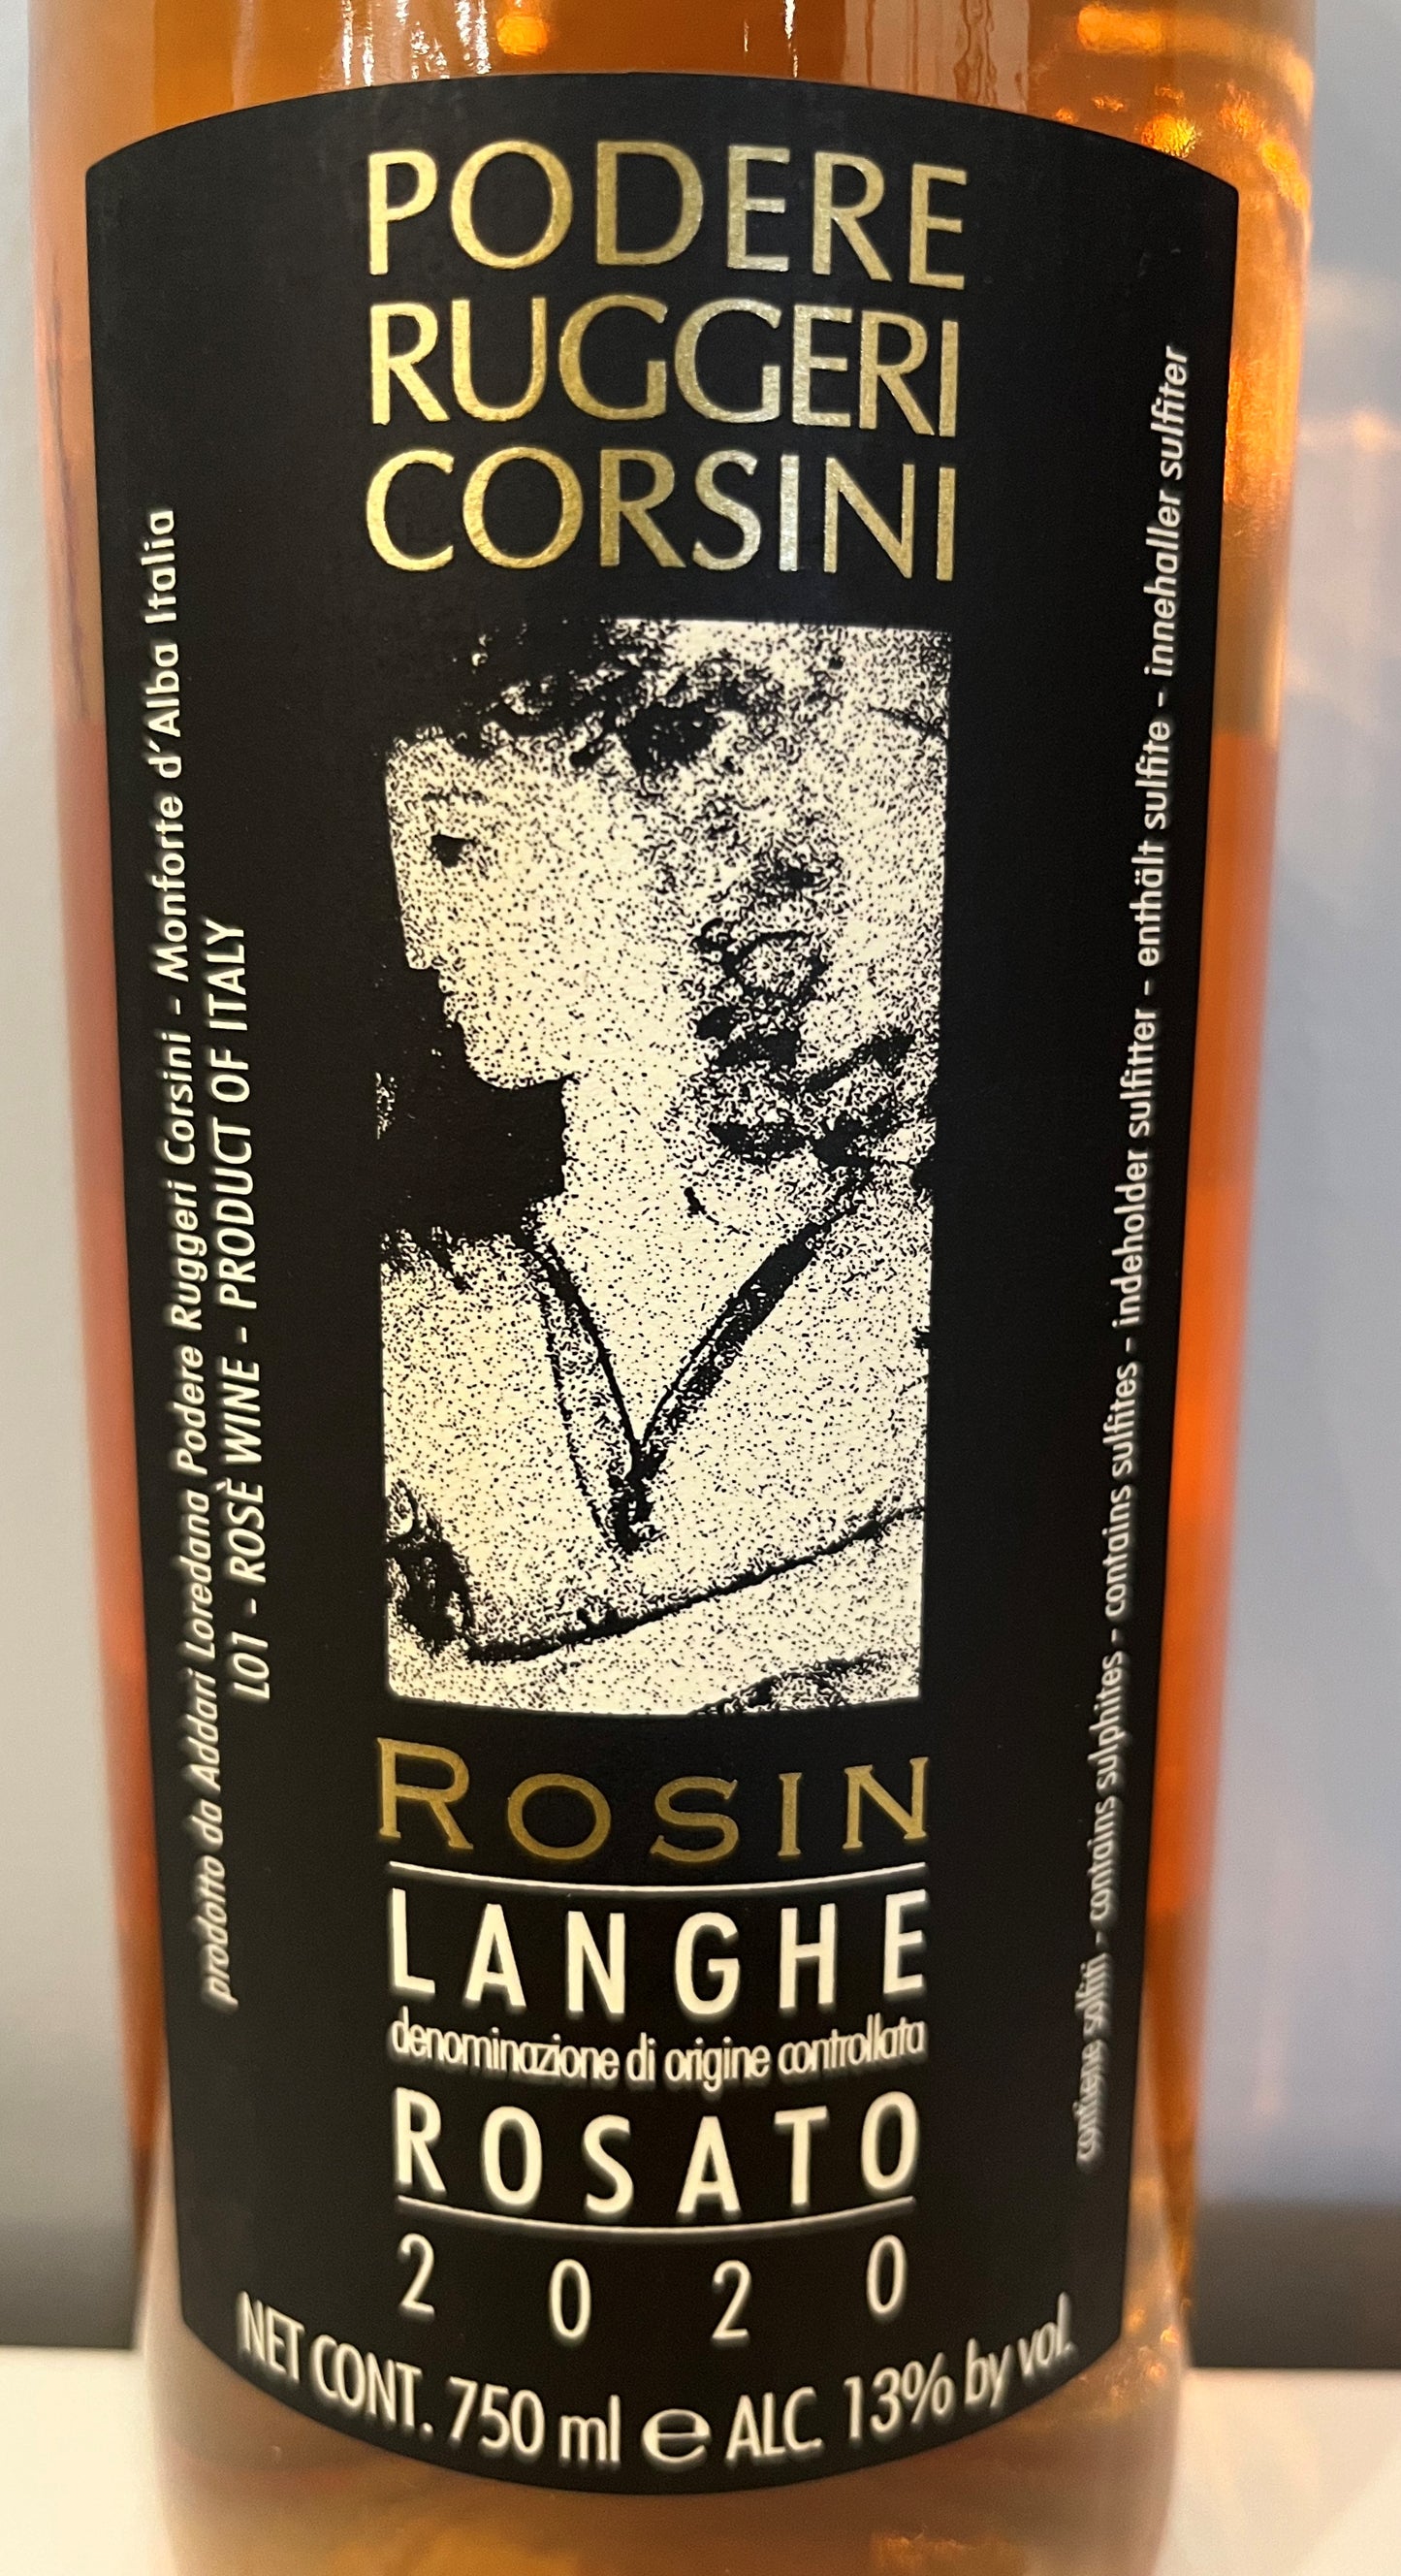 PODERE
RUGGERI
CORSINI
prodotto da Addari Loredana Podere Ruggeri Corsini - Monforte d'Alba Italia
L01 - ROSÈ WINE - PRODUCT OF ITALY
contiene solfiti - contains sulphites - contains sulfites - indeholder sulfitter - enthält sulfite - innehaller sulfiter
ROSIN
LANGHE
denominazione di origine controllata
ROSATO
2020
NET CONT. 750 ml e ALC. 13% by vol.